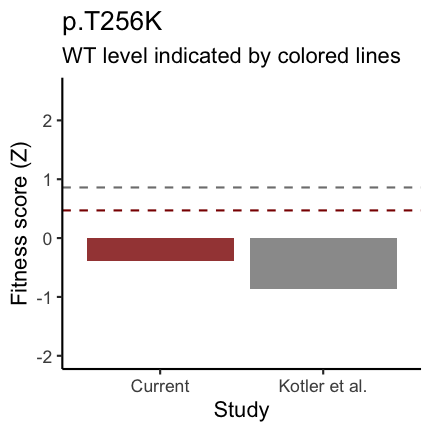 p.T256K
WT level indicated by colored lines
Fitness score (Z)
2
1
0
-1
-2
Current
Kotler et al.
Study